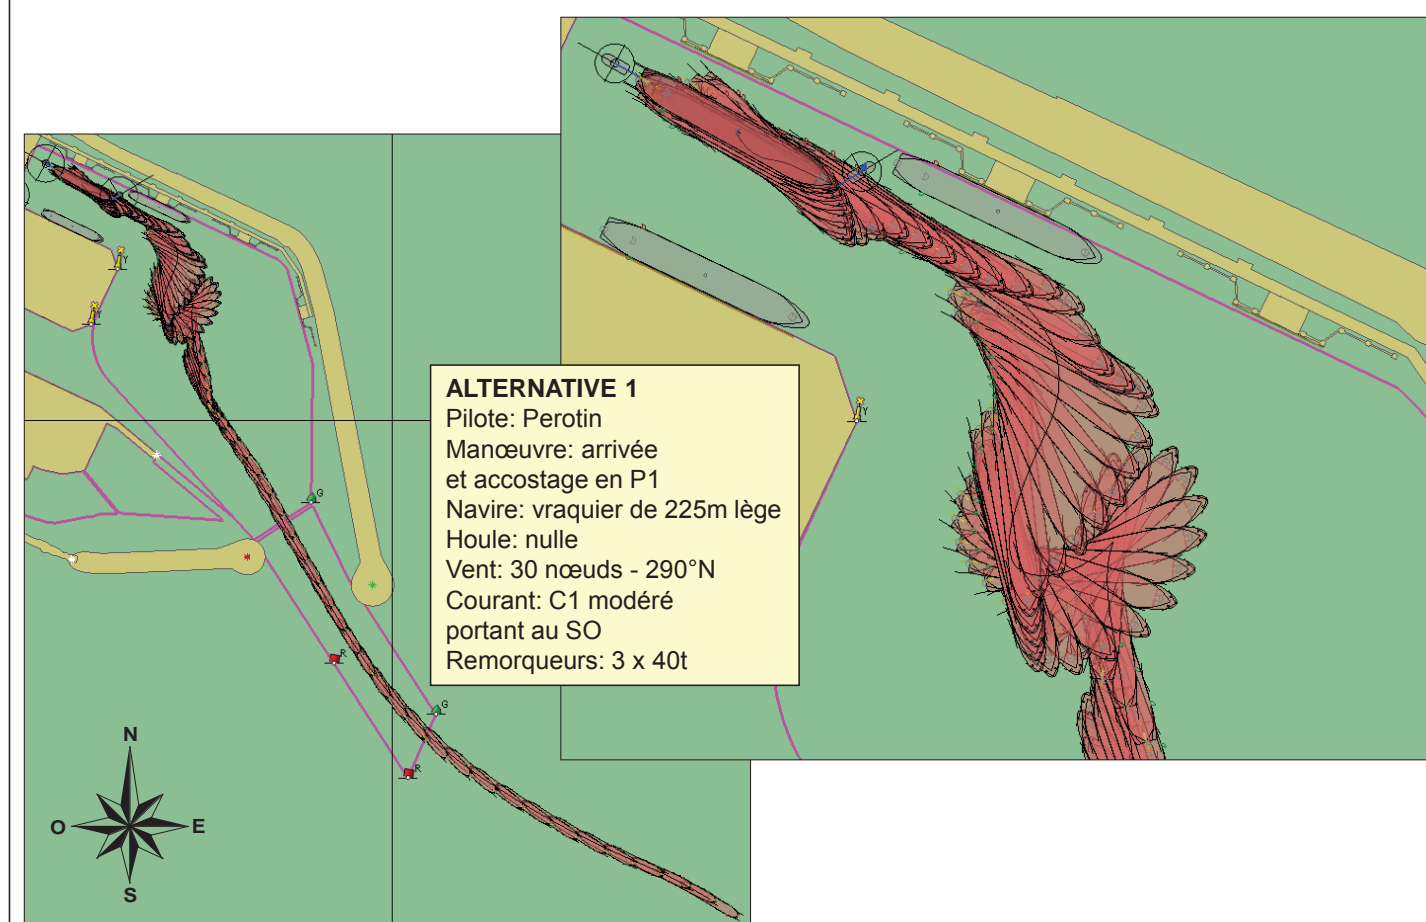 ALTERNATIVE 1
Pilote: Perotin
Manœuvre: arrivée
et accostage en P1
Navire: vraquier de 225m lège
Houle: nulle
Vent: 30 nœuds - 290°N
Courant: C1 modéré
portant au SO
Remorqueurs: 3 x 40t
Y
Y
Y
G
R
G
R
N
O
E
S